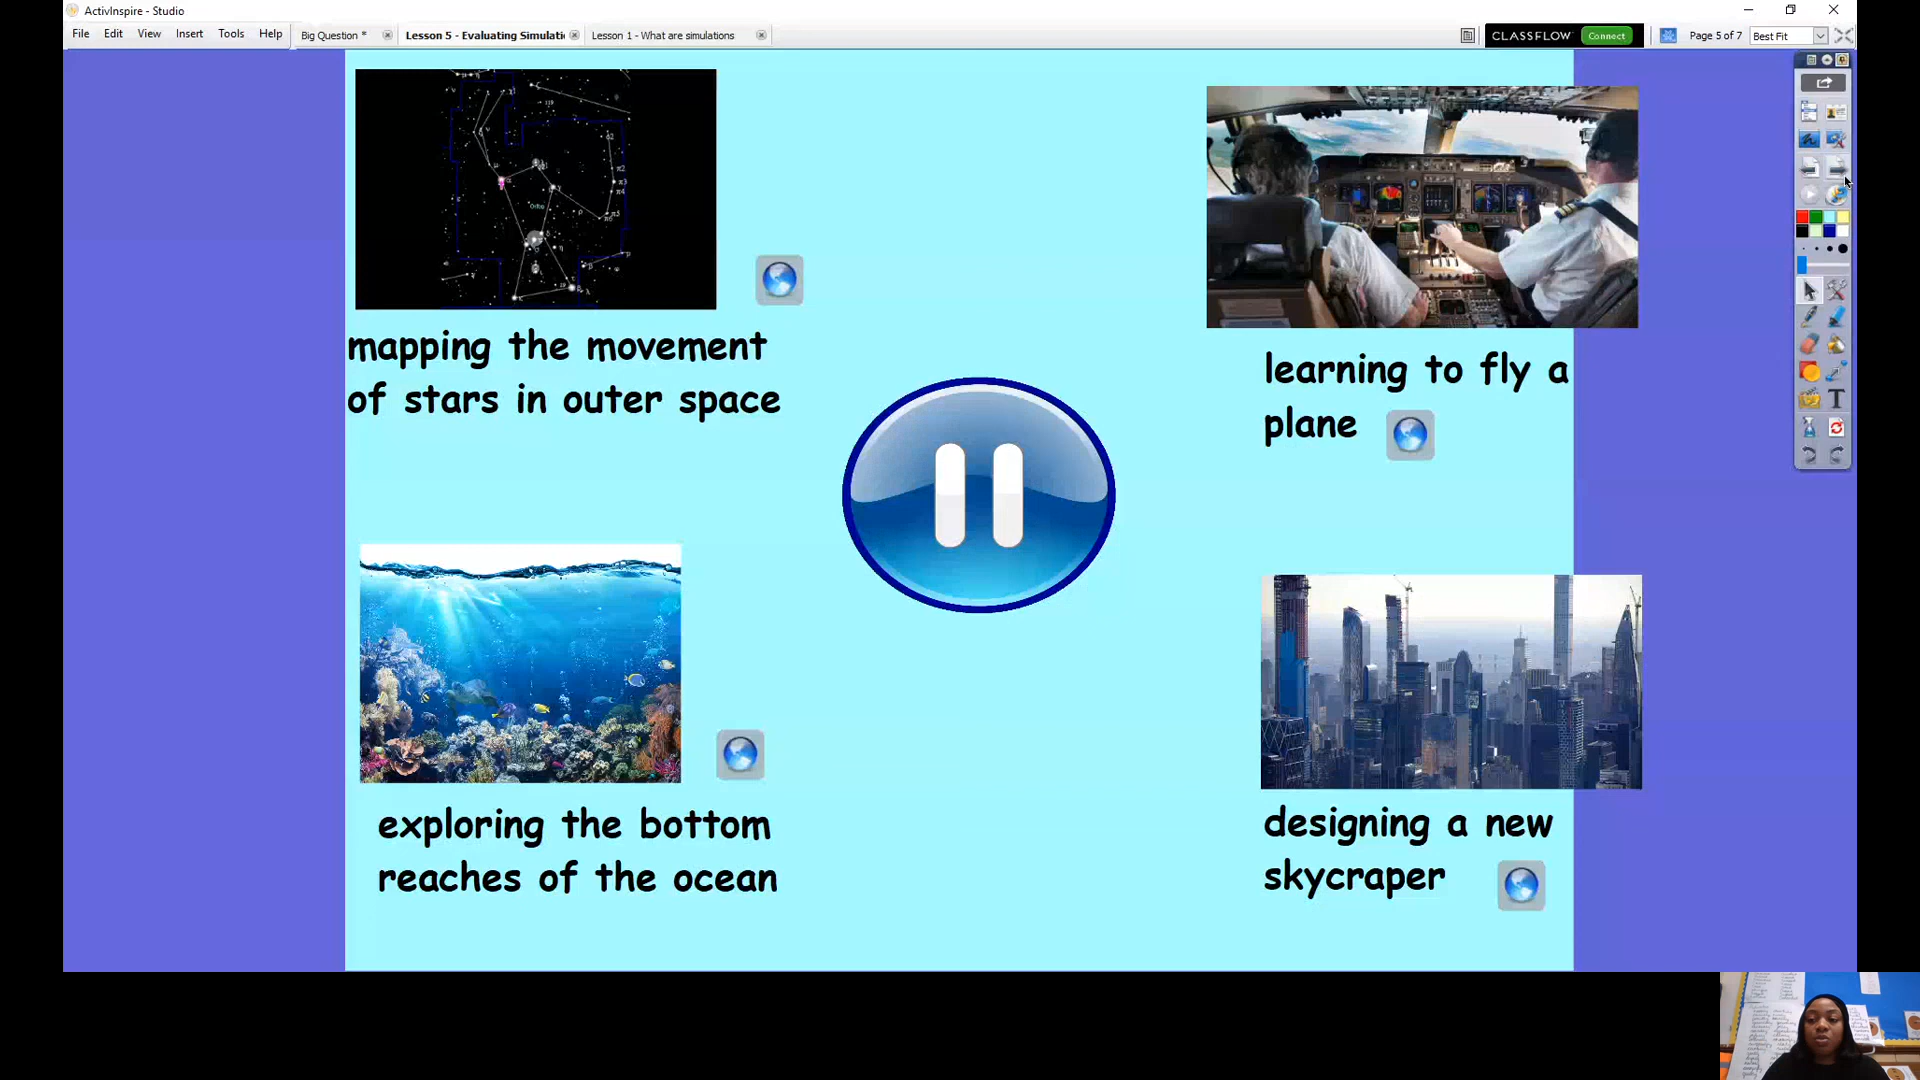 ActivInspire - Studio
File Edit View Insert Tools Help
Big Question *
Lesson 5 - Evaluating Simulati
Lesson 1 - What are simulations
CLASSFLOW Connect
Page 5 of 7
Best Fit
mapping the movement
of stars in outer space
learning to fly a
plane
exploring the bottom
reaches of the ocean
designing a new
skycraper